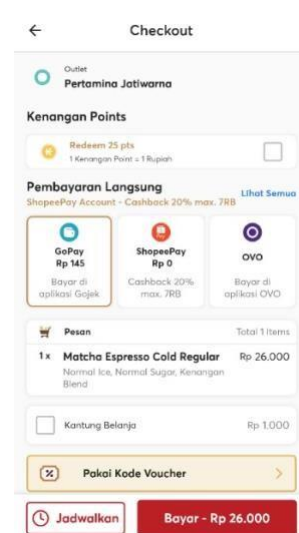 Checkout
Outlet
Pertamina Jatiwarna
Kenangan Points
Redeem 25 pts
1 Kenangan Point = 1 Rupiah
Pembayaran Langsung
Lihat Semua
ShopeePay Account - Cashback 20% max. 7RB
GoPay
Rp 145
Bayar di
aplikasi Gojek
ShopeePay
Rp 0
Cashback 20%
max. 7RB
OVO
Bayar di
aplikasi OVO
Pesan
Total 1 Items
1 x Matcha Espresso Cold Regular Rp 26.000
Normal Ice, Normal Sugar, Kenangan
Blend
Kantung Belanja Rp 1.000
Pakai Kode Voucher
Jadwalkan
Bayar - Rp 26.000